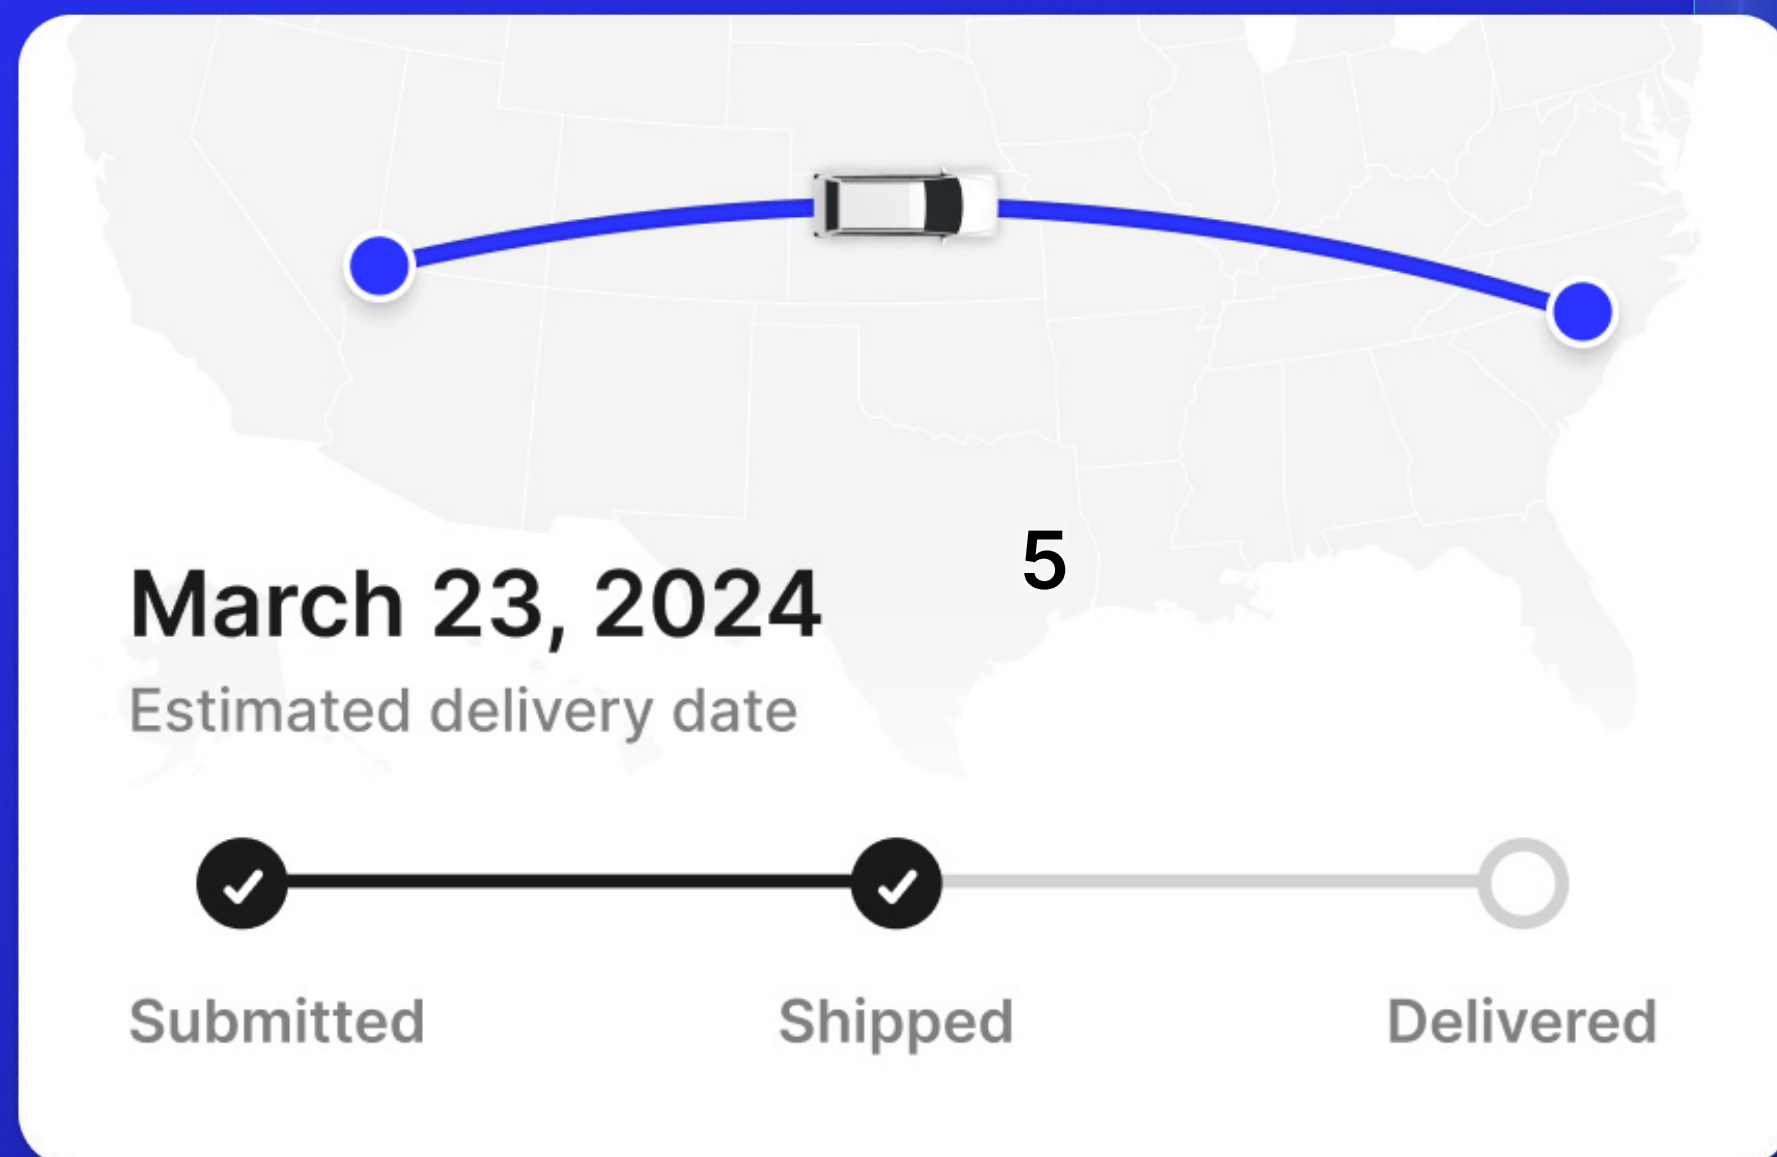 5
March 23, 2024
Estimated delivery date
Submitted
Shipped
Delivered